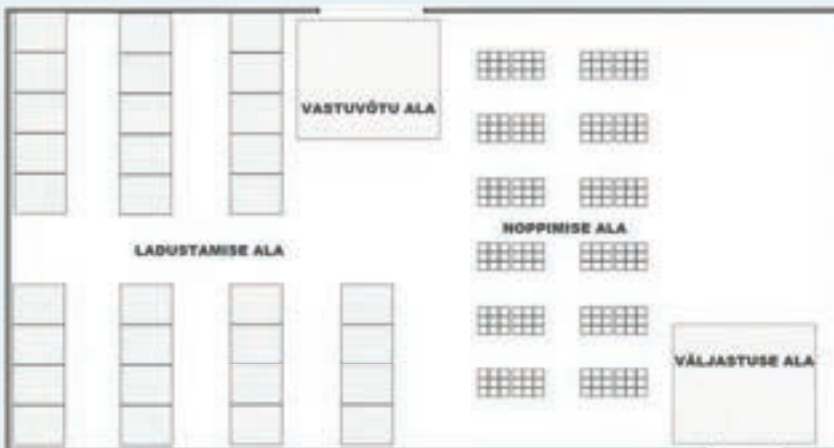 VASTUVÕTU ALA
NOPPIMISE ALA
LADUSTAMISE ALA
VÄLJASTUSE ALA